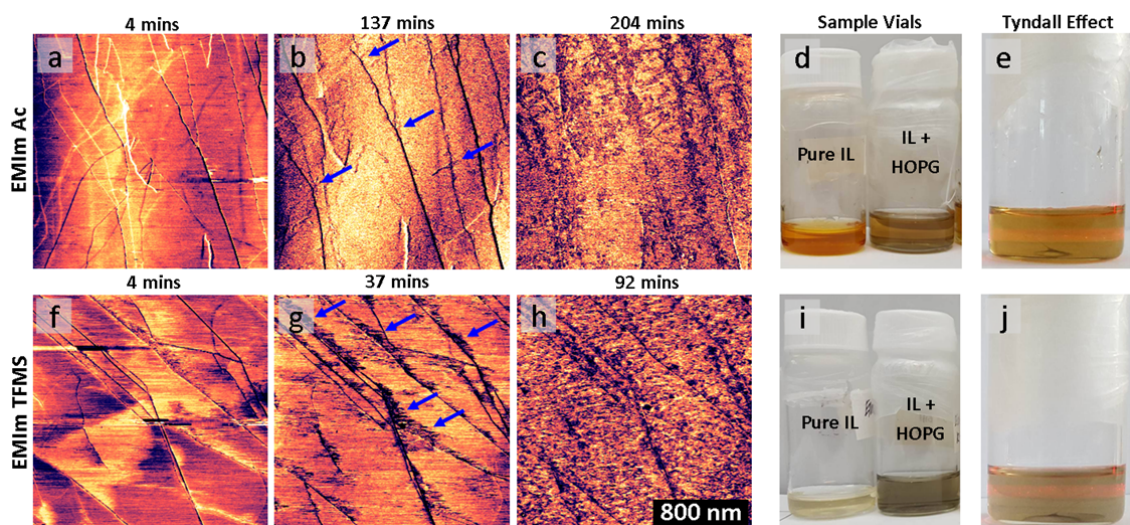 4 mins
137 mins
204 mins
Sample Vials
Tyndall Effect
EMIm Ac
a
b
c
d
Pure IL
IL +
HOPG
e
4 mins
37 mins
92 mins
EMIm TFMS
f
g
h
800 nm
i
Pure IL
IL +
HOPG
j